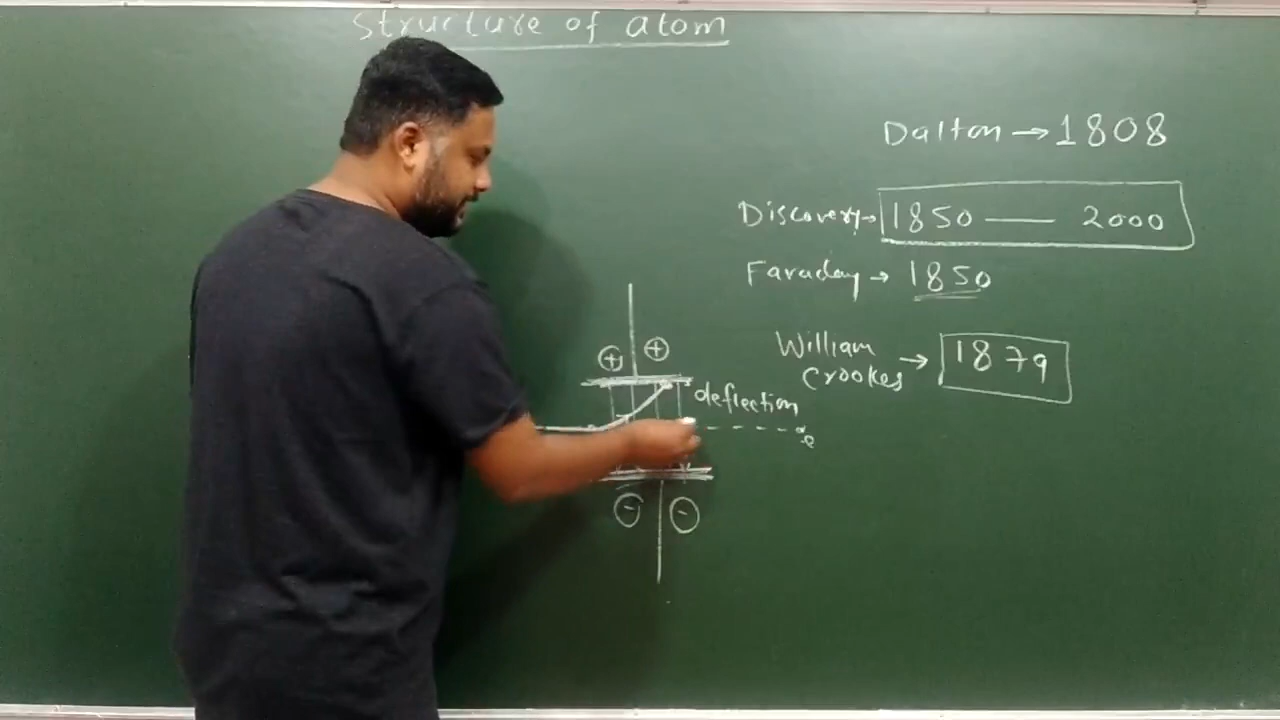 Structure of atom
Dalton → 1808
Discovery → 1850 — 2000
Faraday → 1850
William
Crookes → 1879
+ +
deflection
- -